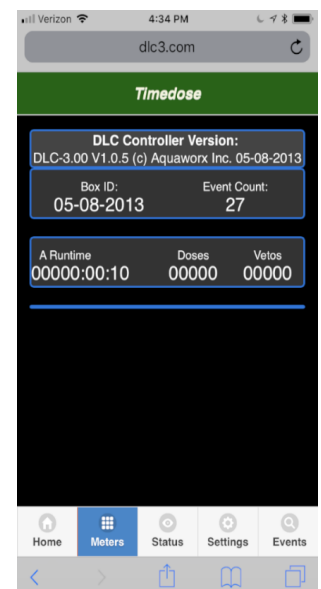 Verizon 4:34 PM
dlc3.com
Timedose
DLC Controller Version:
DLC-3.00 V1.0.5 (c) Aquaworx Inc. 05-08-2013
Box ID: Event Count:
05-08-2013 27
A Runtime Doses Vetos
00000:00:10 00000 00000
Home Meters Status Settings Events